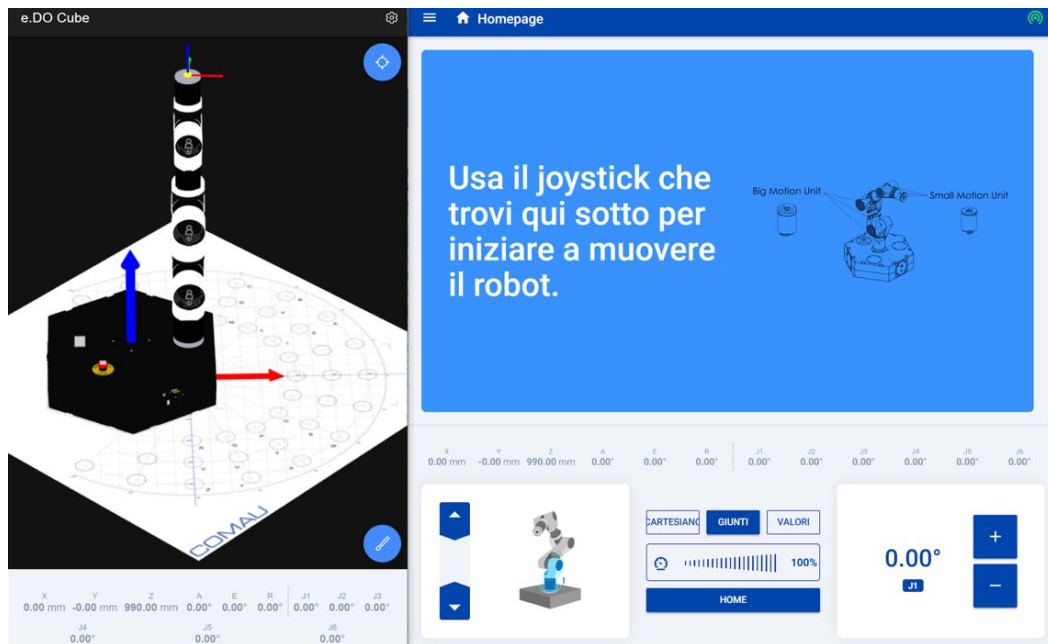 e.DO Cube
Homepage
Usa il joystick che
trovi qui sotto per
iniziare a muovere
il robot.
Big Motion Unit
Small Motion Unit
COMAU
X Y Z A E R J1 J2 J3
0.00 mm -0.00 mm 990.00 mm 0.00° 0.00° 0.00° 0.00° 0.00° 0.00°
J4 J5 J6
0.00° 0.00° 0.00°
X Y Z A E R J1 J2 J3 J4 J5 J6
0.00 mm -0.00 mm 990.00 mm 0.00° 0.00° 0.00° 0.00° 0.00° 0.00° 0.00° 0.00° 0.00°
1
CARTESIANO GIUNTI VALORI
100%
HOME
0.00°
J1
+
−